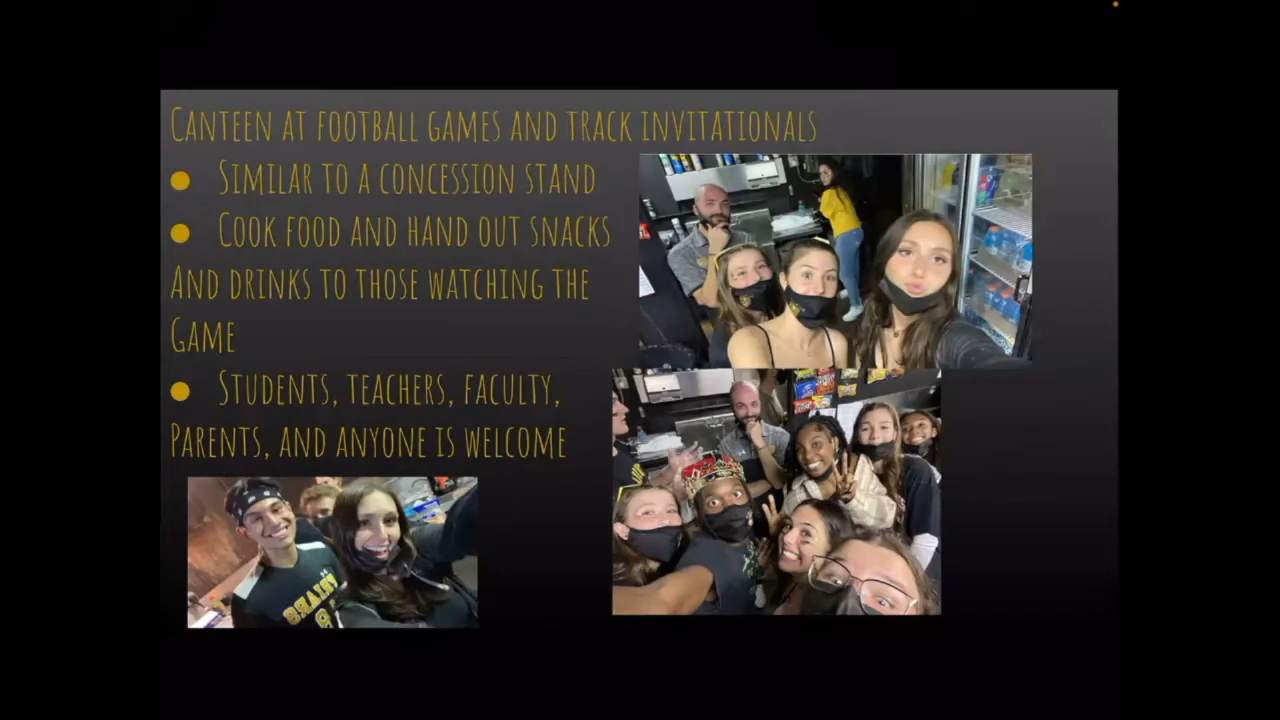 Canteen at football games and track invitationals
● Similar to a concession stand
● Cook food and hand out snacks
And drinks to those watching the
Game
● Students, teachers, faculty,
Parents, and anyone is welcome